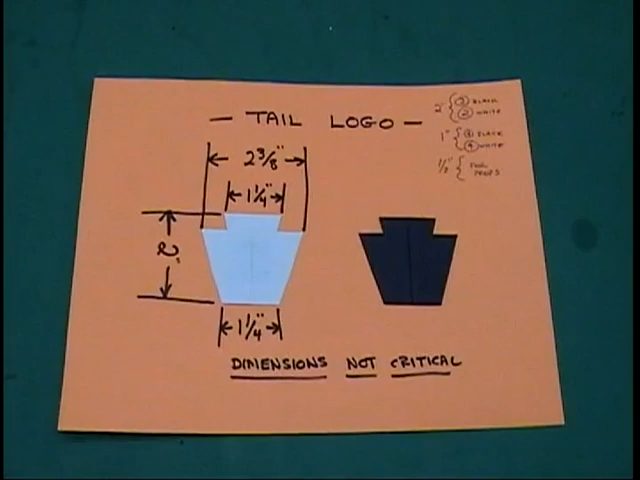 — TAIL LOGO —
2" { ② BLACK
② WHITE
1" { ④ BLACK
④ WHITE
1/2" { FOR
PROPS
2 3/8"
1 1/4"
2"
1 1/4"
DIMENSIONS NOT CRITICAL